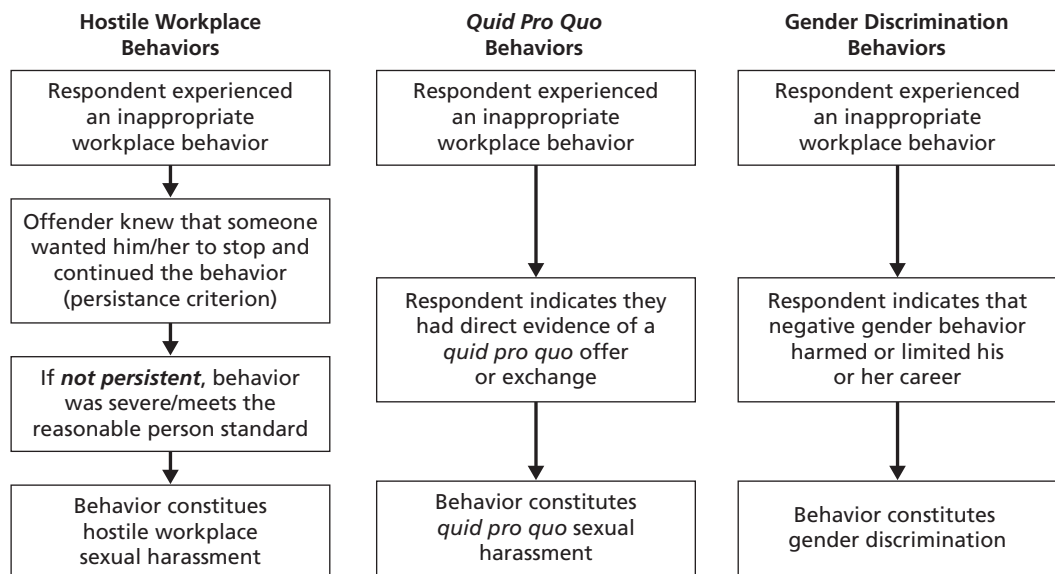 Hostile Workplace
Behaviors
Respondent experienced
an inappropriate
workplace behavior
Offender knew that someone
wanted him/her to stop and
continued the behavior
(persistance criterion)
If not persistent, behavior
was severe/meets the
reasonable person standard
Behavior constitues
hostile workplace
sexual harassment
Quid Pro Quo
Behaviors
Respondent experienced
an inappropriate
workplace behavior
Respondent indicates they
had direct evidence of a
quid pro quo offer
or exchange
Behavior constitutes
quid pro quo sexual
harassment
Gender Discrimination
Behaviors
Respondent experienced
an inappropriate
workplace behavior
Respondent indicates that
negative gender behavior
harmed or limited his
or her career
Behavior constitutes
gender discrimination